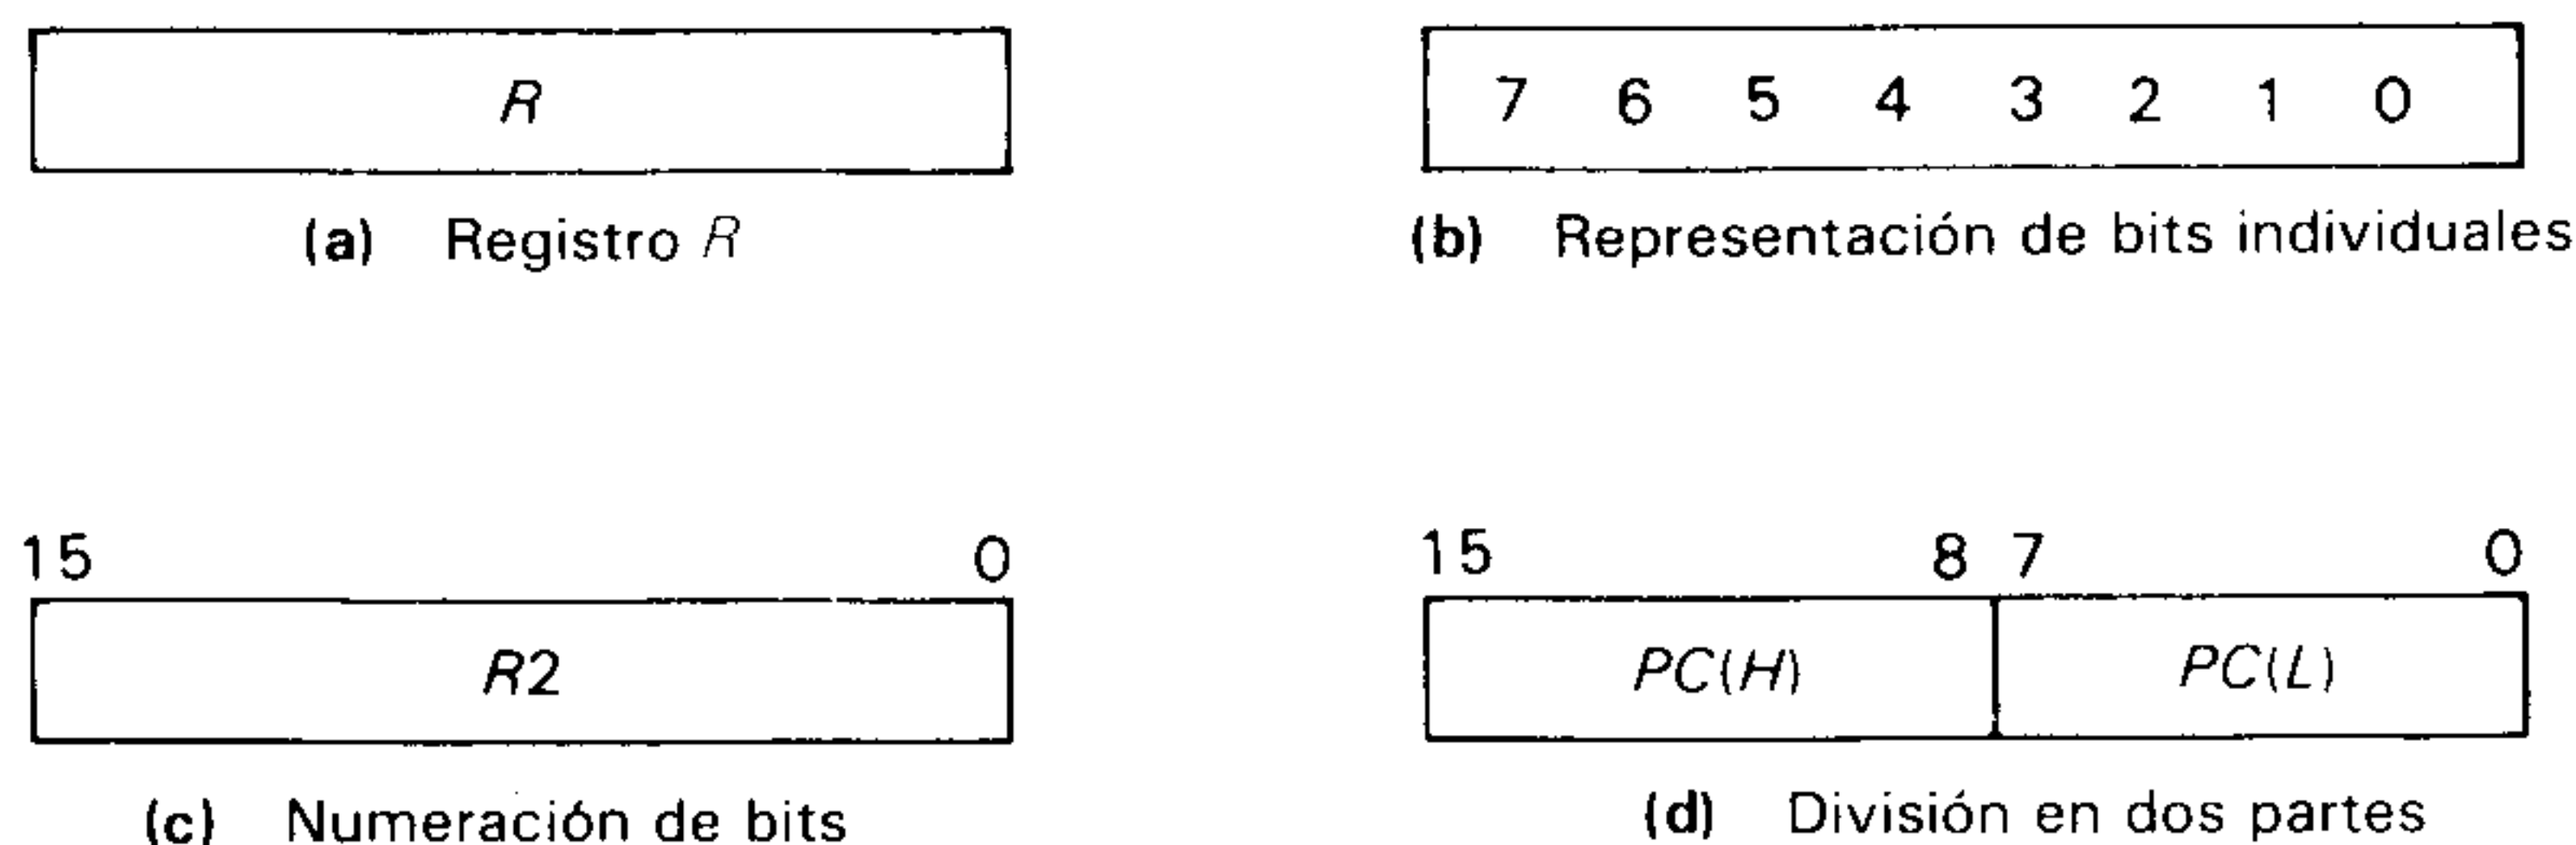 R
(a) Registro R
7 6 5 4 3 2 1 0
(b) Representación de bits individuales
15 0
R2
(c) Numeración de bits
15 8 7 0
PC(H) PC(L)
(d) División en dos partes